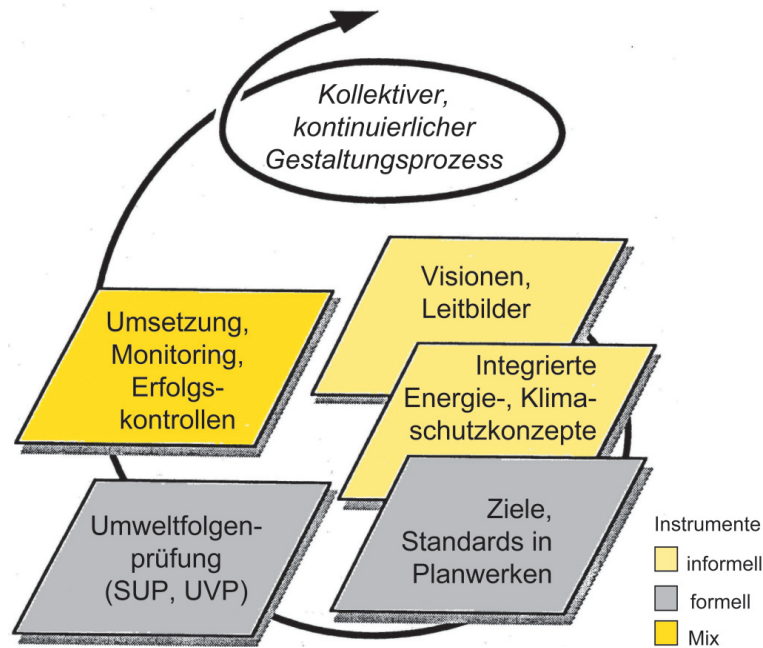 Kollektiver,
kontinuierlicher
Gestaltungsprozess
Visionen,
Leitbilder
Umsetzung,
Monitoring,
Erfolgs-
kontrollen
Integrierte
Energie-, Klima-
schutzkonzepte
Umweltfolgen-
prüfung
(SUP, UVP)
Ziele,
Standards in
Planwerken
Instrumente
informell
formell
Mix